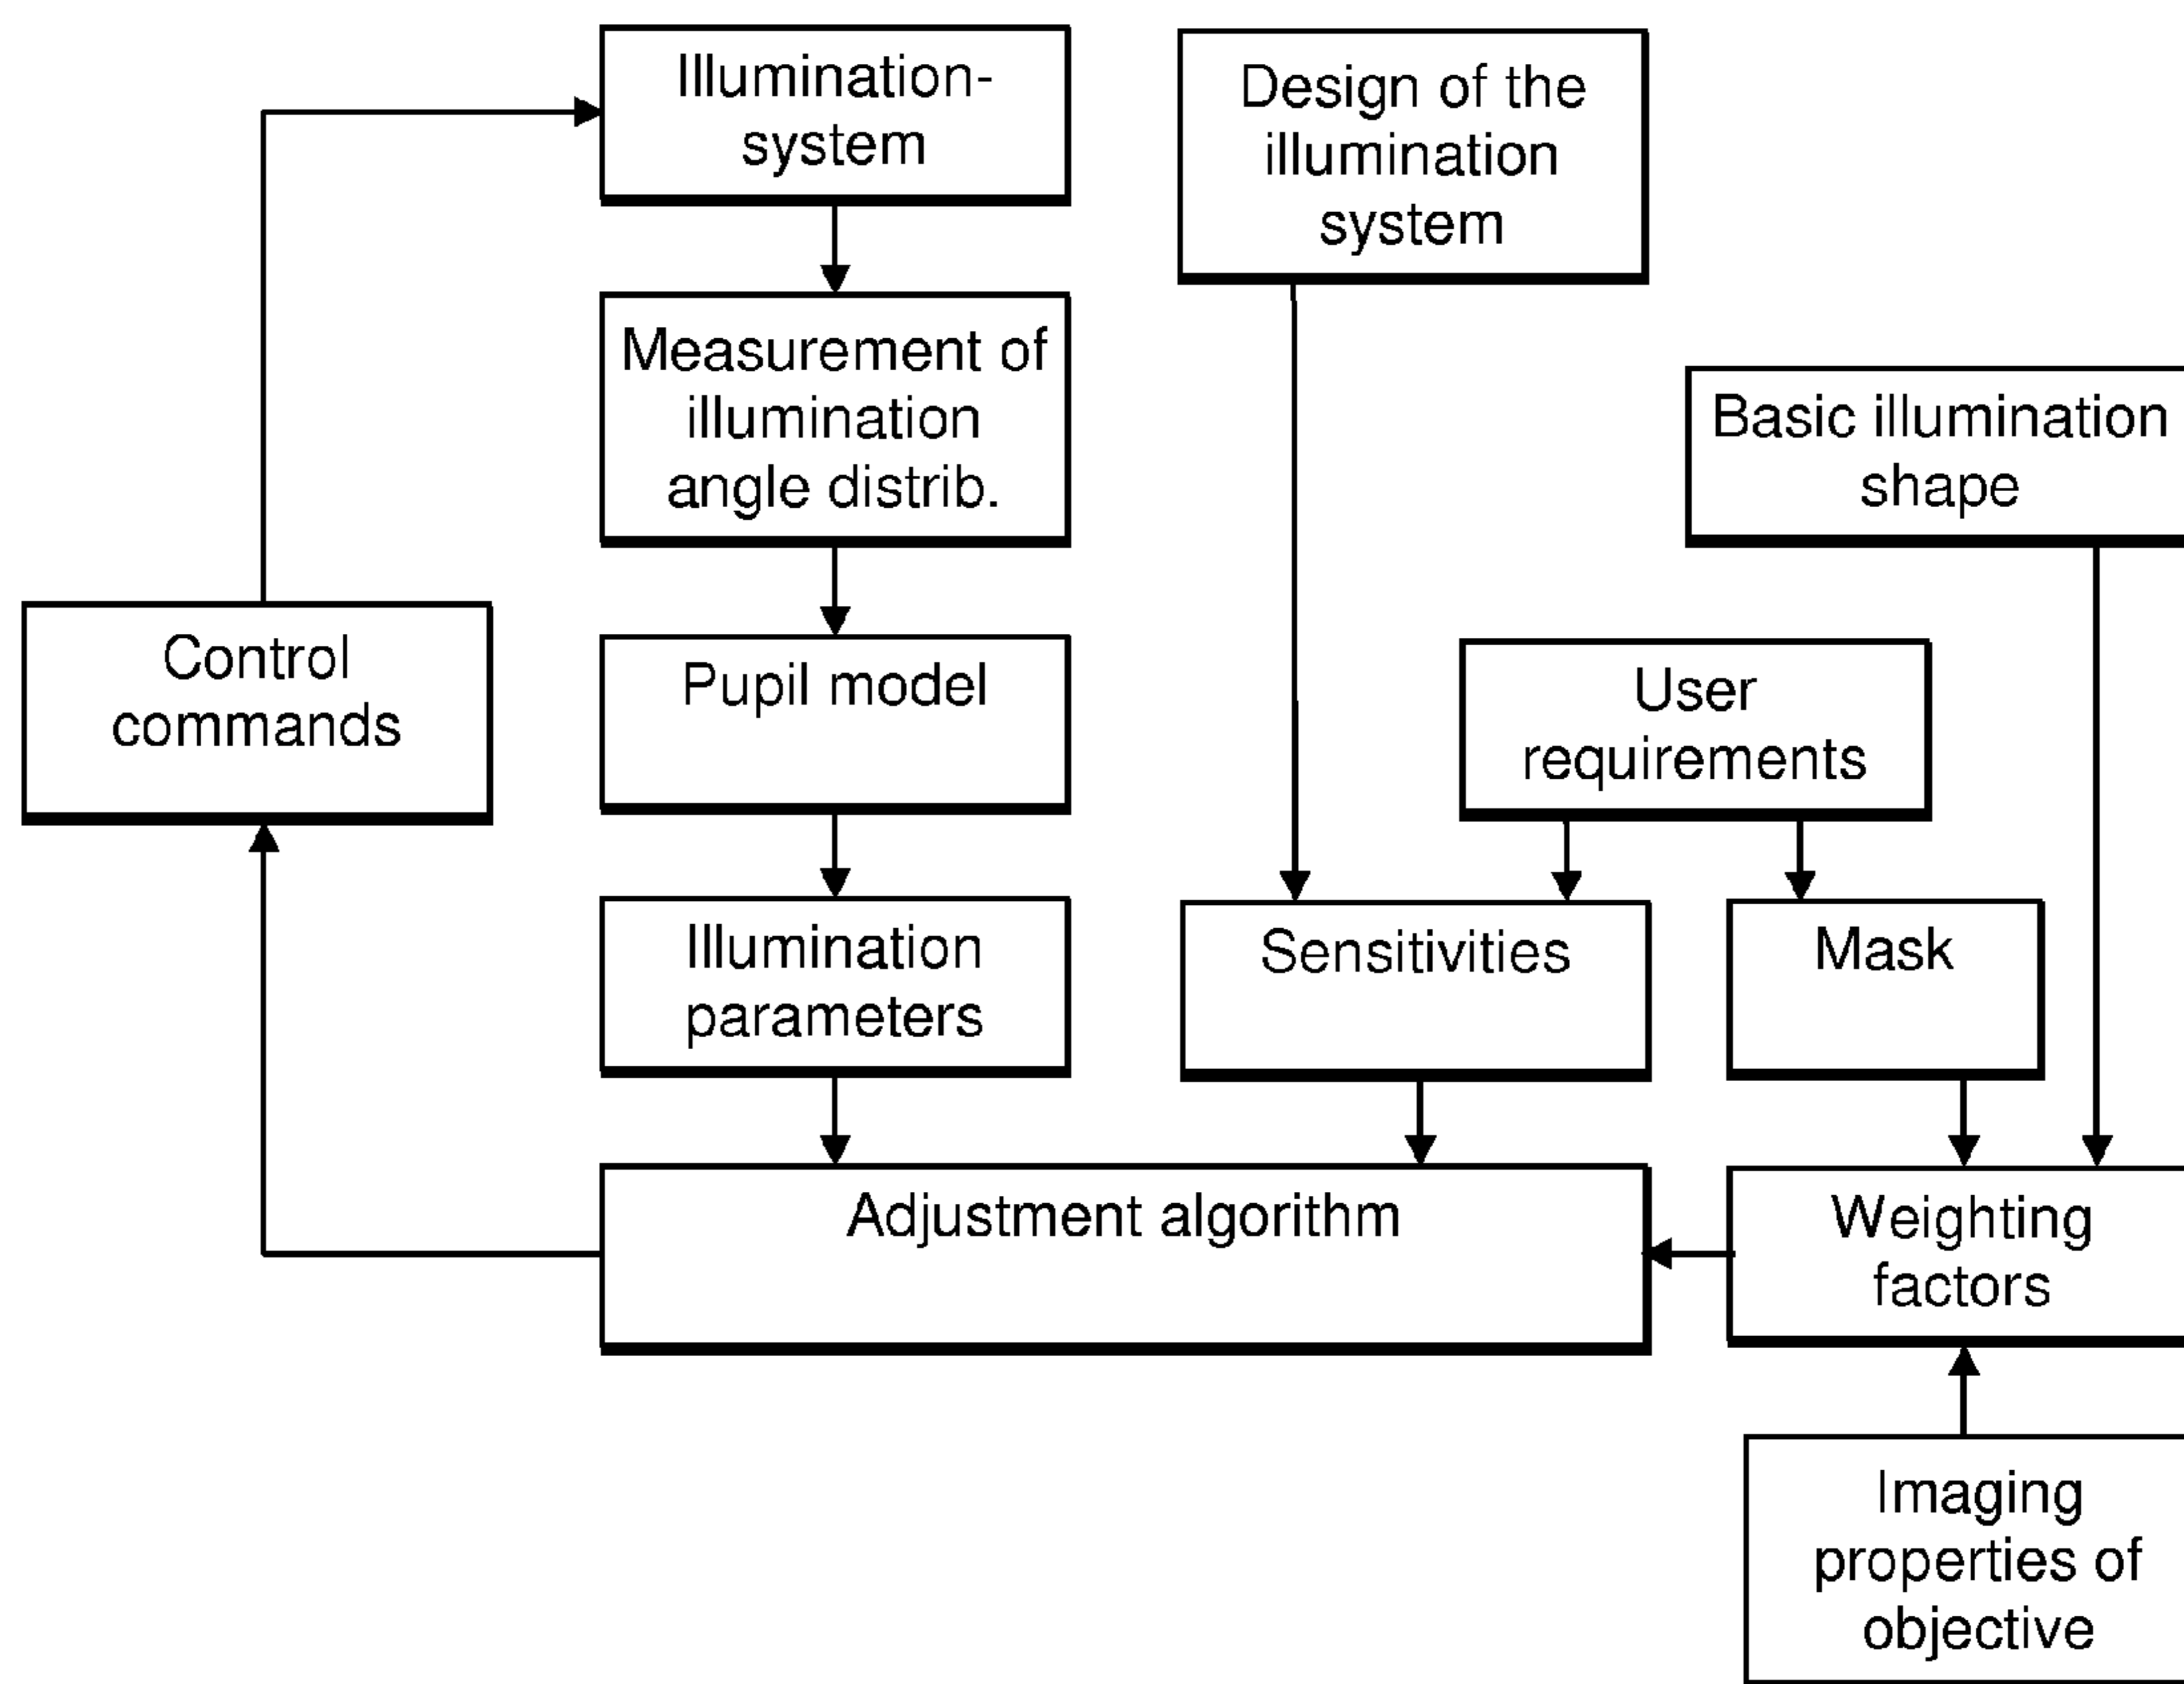 Illumination-
system
Design of the
illumination
system
Measurement of
illumination
angle distrib.
Basic illumination
shape
Control
commands
Pupil model
User
requirements
Illumination
parameters
Sensitivities
Mask
Adjustment algorithm
Weighting
factors
Imaging
properties of
objective